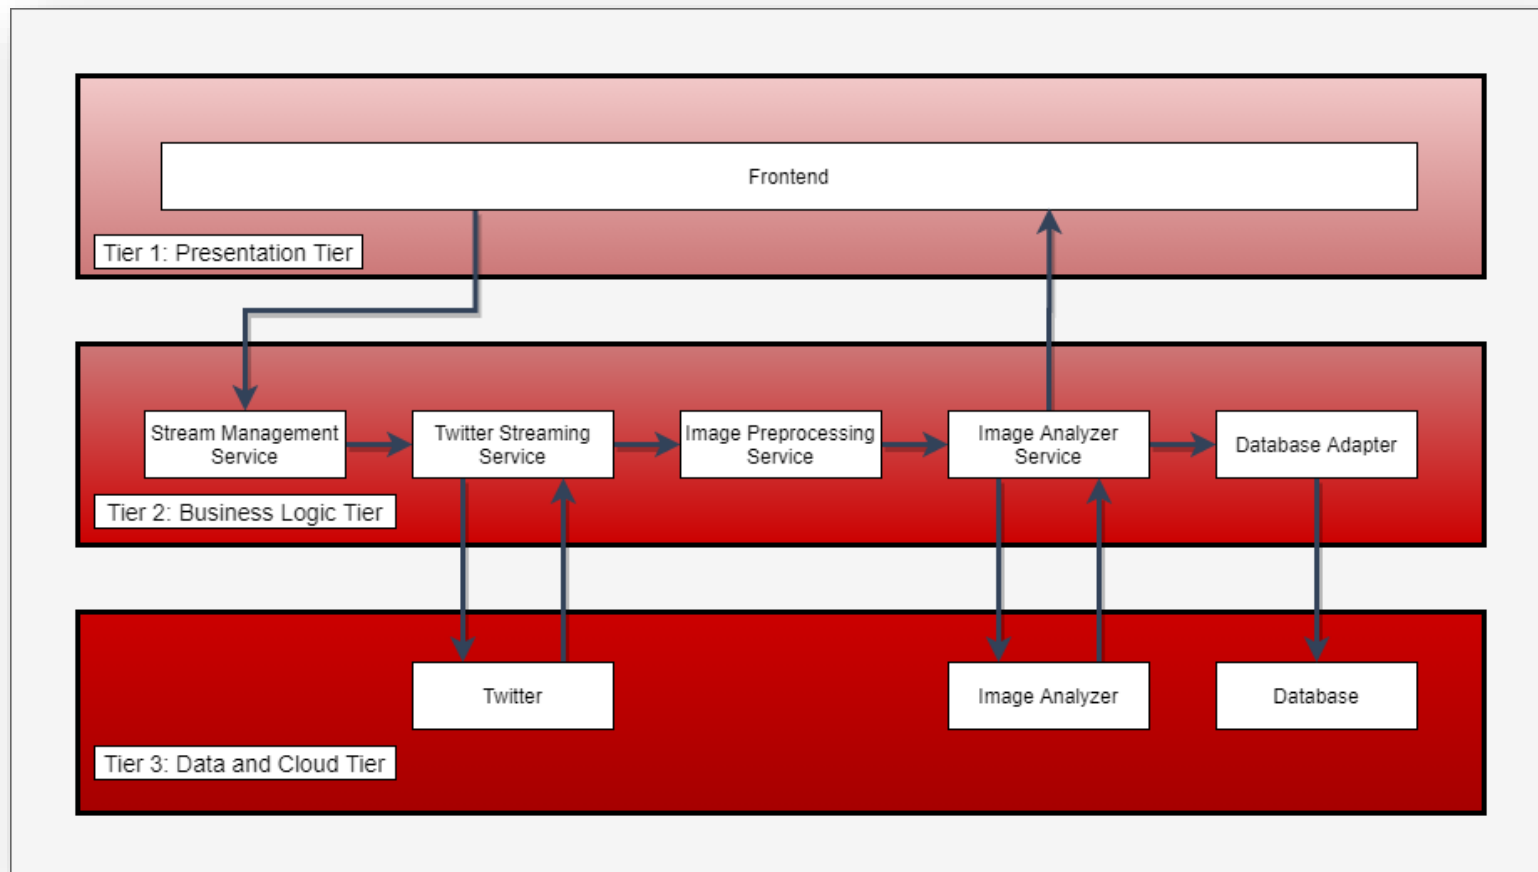 Frontend
Tier 1: Presentation Tier
Stream Management
Service
Twitter Streaming
Service
Image Preprocessing
Service
Image Analyzer
Service
Database Adapter
Tier 2: Business Logic Tier
Twitter
Image Analyzer
Database
Tier 3: Data and Cloud Tier